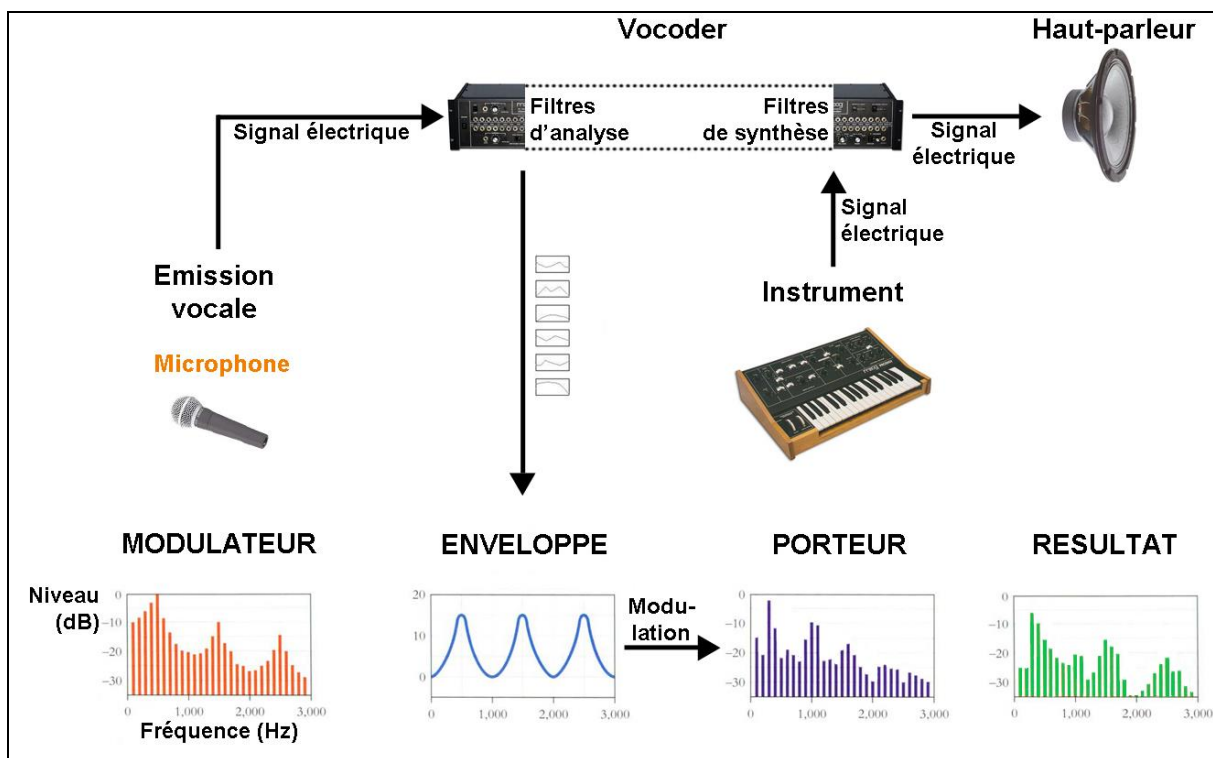 Vocoder
Haut-parleur
Filtres
d'analyse
Filtres
de synthèse
Signal électrique
Signal
électrique
Signal
électrique
Emission
vocale
Microphone
Instrument
MODULATEUR
ENVELOPPE
PORTEUR
RESULTAT
Niveau
(dB)
0
−10
−20
−30
0
1,000
2,000
3,000
Fréquence (Hz)
20
10
0
0
1,000
2,000
3,000
Modu-
lation
0
−10
−20
−30
0
1,000
2,000
3,000
0
−10
−20
−30
0
1,000
2,000
3,000